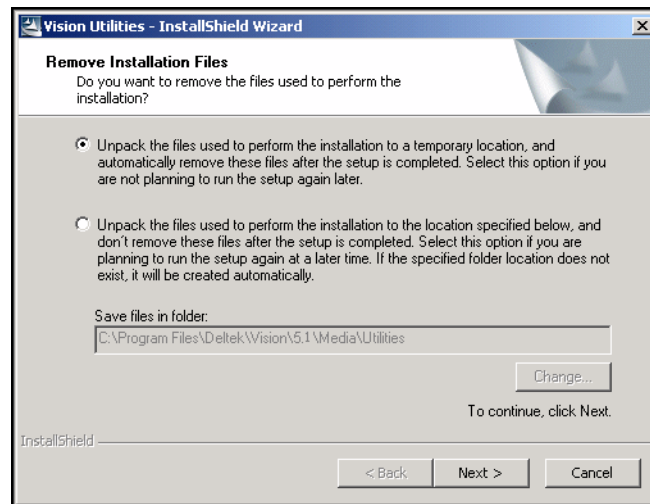 Vision Utilities - InstallShield Wizard
Remove Installation Files
Do you want to remove the files used to perform the
installation?
Unpack the files used to perform the installation to a temporary location, and
automatically remove these files after the setup is completed. Select this option if you
are not planning to run the setup again later.
Unpack the files used to perform the installation to the location specified below, and
don´t remove these files after the setup is completed. Select this option if you are
planning to run the setup again at a later time. If the specified folder location does not
exist, it will be created automatically.
Save files in folder:
C:\Program Files\Deltek\Vision\5.1\Media\Utilities
Change...
To continue, click Next.
InstallShield
< Back
Next >
Cancel